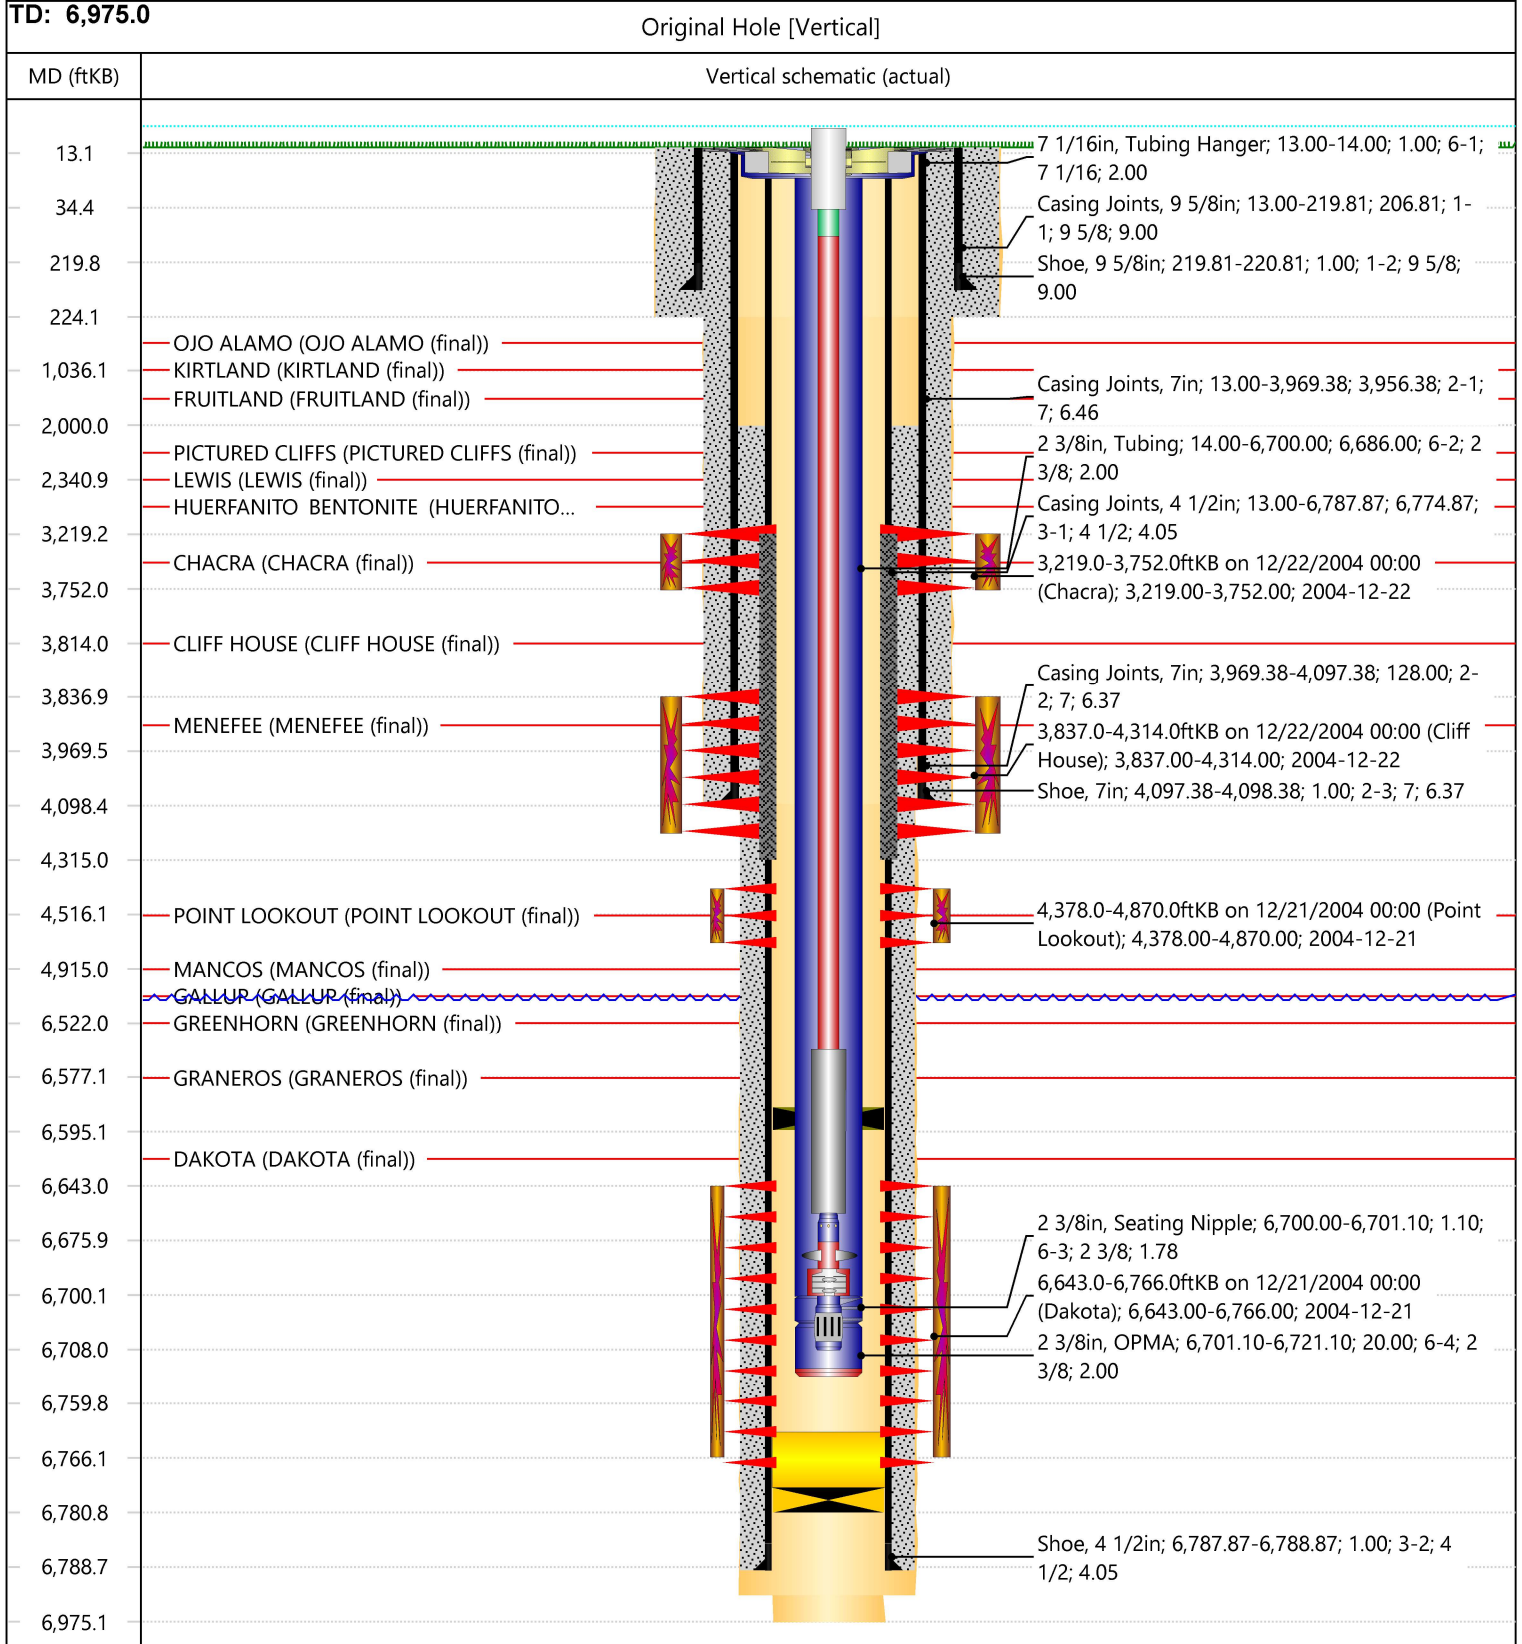 TD:  6,975.0
Original Hole [Vertical]
MD (ftKB)
Vertical schematic (actual)
13.1
34.4
219.8
224.1
1,036.1
2,000.0
2,340.9
3,219.2
3,752.0
3,814.0
3,836.9
3,969.5
4,098.4
4,315.0
4,516.1
4,915.0
6,522.0
6,577.1
6,595.1
6,643.0
6,675.9
6,700.1
6,708.0
6,759.8
6,766.1
6,780.8
6,788.7
6,975.1
OJO ALAMO (OJO ALAMO (final))
KIRTLAND (KIRTLAND (final))
FRUITLAND (FRUITLAND (final))
PICTURED CLIFFS (PICTURED CLIFFS (final))
LEWIS (LEWIS (final))
HUERFANITO  BENTONITE  (HUERFANITO...
CHACRA (CHACRA (final))
CLIFF HOUSE (CLIFF HOUSE (final))
MENEFEE (MENEFEE (final))
POINT LOOKOUT (POINT LOOKOUT (final))
MANCOS (MANCOS (final))
GALLUP (GALLUP (final))
GREENHORN (GREENHORN (final))
GRANEROS (GRANEROS (final))
DAKOTA (DAKOTA (final))
7 1/16in, Tubing Hanger; 13.00-14.00; 1.00; 6-1;
7 1/16; 2.00
Casing Joints, 9 5/8in; 13.00-219.81; 206.81; 1-
1; 9 5/8; 9.00
Shoe, 9 5/8in; 219.81-220.81; 1.00; 1-2; 9 5/8;
9.00
Casing Joints, 7in; 13.00-3,969.38; 3,956.38; 2-1;
7; 6.46
2 3/8in, Tubing; 14.00-6,700.00; 6,686.00; 6-2; 2
3/8; 2.00
Casing Joints, 4 1/2in; 13.00-6,787.87; 6,774.87;
3-1; 4 1/2; 4.05
3,219.0-3,752.0ftKB on 12/22/2004 00:00
(Chacra); 3,219.00-3,752.00; 2004-12-22
Casing Joints, 7in; 3,969.38-4,097.38; 128.00; 2-
2; 7; 6.37
3,837.0-4,314.0ftKB on 12/22/2004 00:00 (Cliff
House); 3,837.00-4,314.00; 2004-12-22
Shoe, 7in; 4,097.38-4,098.38; 1.00; 2-3; 7; 6.37
4,378.0-4,870.0ftKB on 12/21/2004 00:00 (Point
Lookout); 4,378.00-4,870.00; 2004-12-21
2 3/8in, Seating Nipple; 6,700.00-6,701.10; 1.10;
6-3; 2 3/8; 1.78
6,643.0-6,766.0ftKB on 12/21/2004 00:00
(Dakota); 6,643.00-6,766.00; 2004-12-21
2 3/8in, OPMA; 6,701.10-6,721.10; 20.00; 6-4; 2
3/8; 2.00
Shoe, 4 1/2in; 6,787.87-6,788.87; 1.00; 3-2; 4
1/2; 4.05